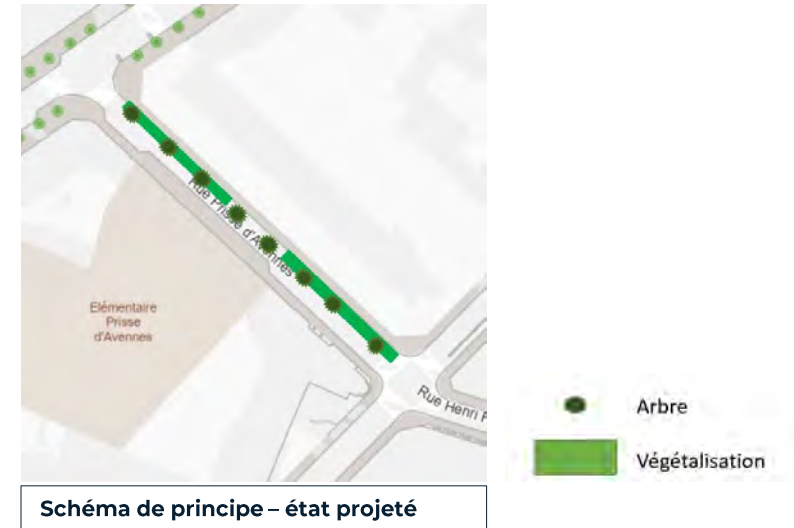 Rue Prisse d'Avennes
Elémentaire
Prisse
d'Avennes
Rue Henri
Arbre
Végétalisation
Schéma de principe – état projeté